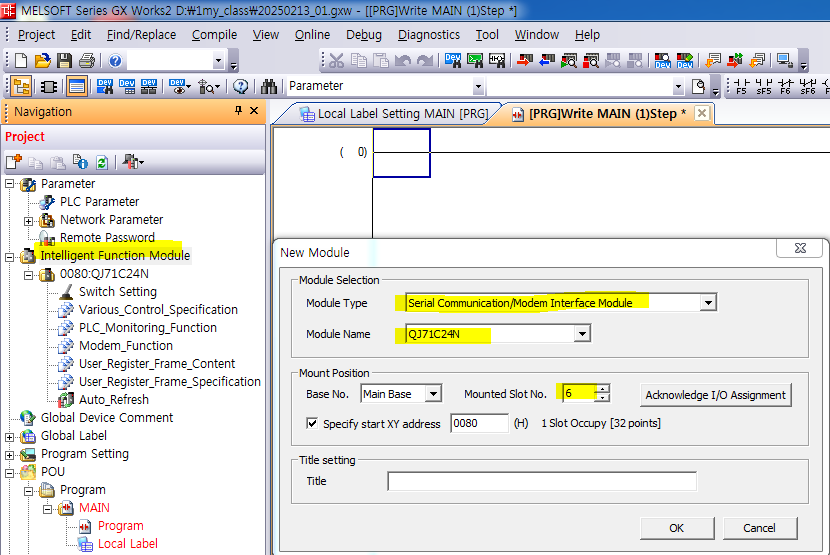 MELSOFT Series GX Works2 D:₩1my_class₩20250213_01.gxw - [[PRG]Write MAIN (1)Step *]
Project Edit Find/Replace Compile View Online Debug Diagnostics Tool Window Help
Parameter
F5 sF5 F6 sF6 F7
Navigation
Local Label Setting MAIN [PRG]
[PRG]Write MAIN (1)Step *
Project
( 0)
Parameter
PLC Parameter
Network Parameter
Remote Password
Intelligent Function Module
0080:QJ71C24N
Switch Setting
Various_Control_Specification
PLC_Monitoring_Function
Modem_Function
User_Register_Frame_Content
User_Register_Frame_Specification
Auto_Refresh
Global Device Comment
Global Label
Program Setting
POU
Program
MAIN
Program
Local Label
New Module
Module Selection
Module Type Serial Communication/Modem Interface Module
Module Name QJ71C24N
Mount Position
Base No. Main Base Mounted Slot No. 6 Acknowledge I/O Assignment
Specify start XY address 0080 (H) 1 Slot Occupy [32 points]
Title setting
Title
OK Cancel